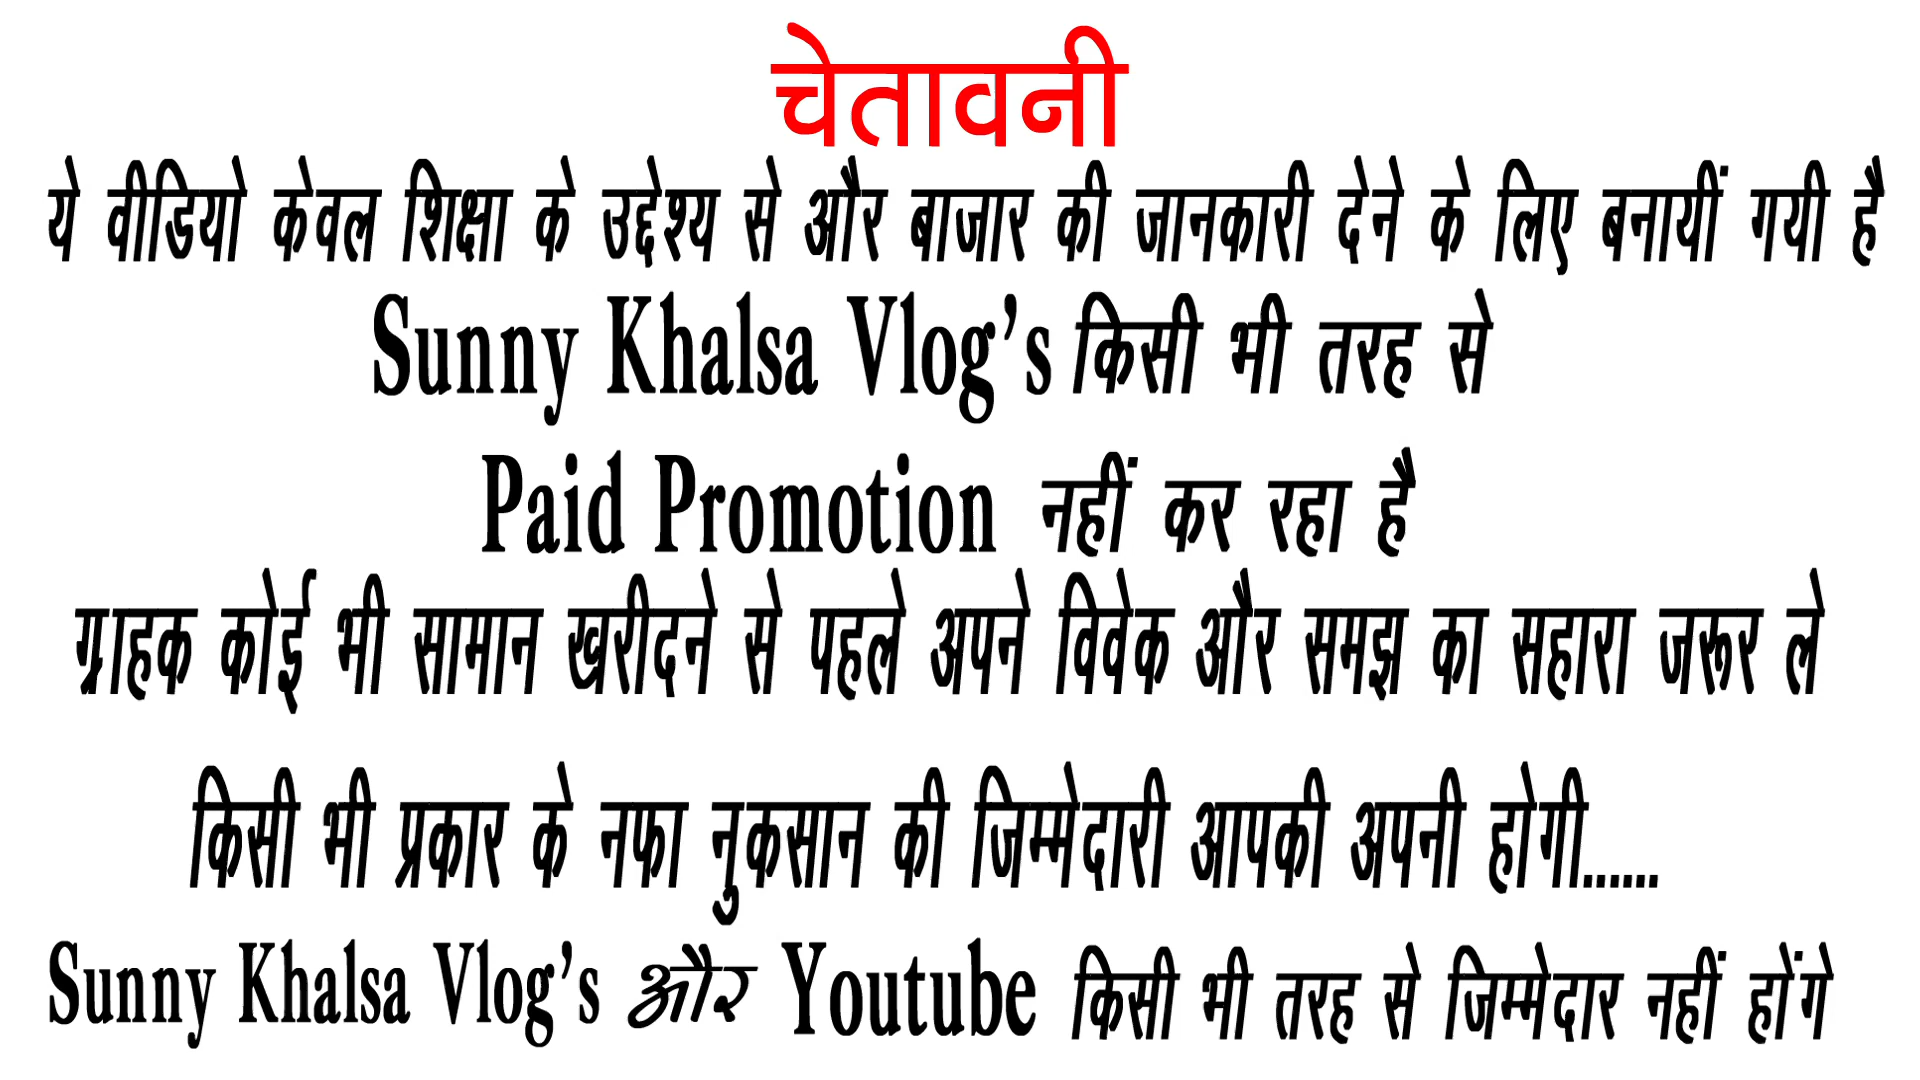 चेतावनी
ये वीडियो केवल शिक्षा के उद्देश्य से और बाजार की जानकारी देने के लिए बनायीं गयी है
Sunny Khalsa Vlog’s किसी भी तरह से
Paid Promotion नहीं कर रहा है
ग्राहक कोई भी सामान खरीदने से पहले अपने विवेक और समझ का सहारा जरूर ले
किसी भी प्रकार के नफा नुकसान की जिम्मेदारी आपकी अपनी होगी......
Sunny Khalsa Vlog’s और Youtube किसी भी तरह से जिम्मेदार नहीं होंगे